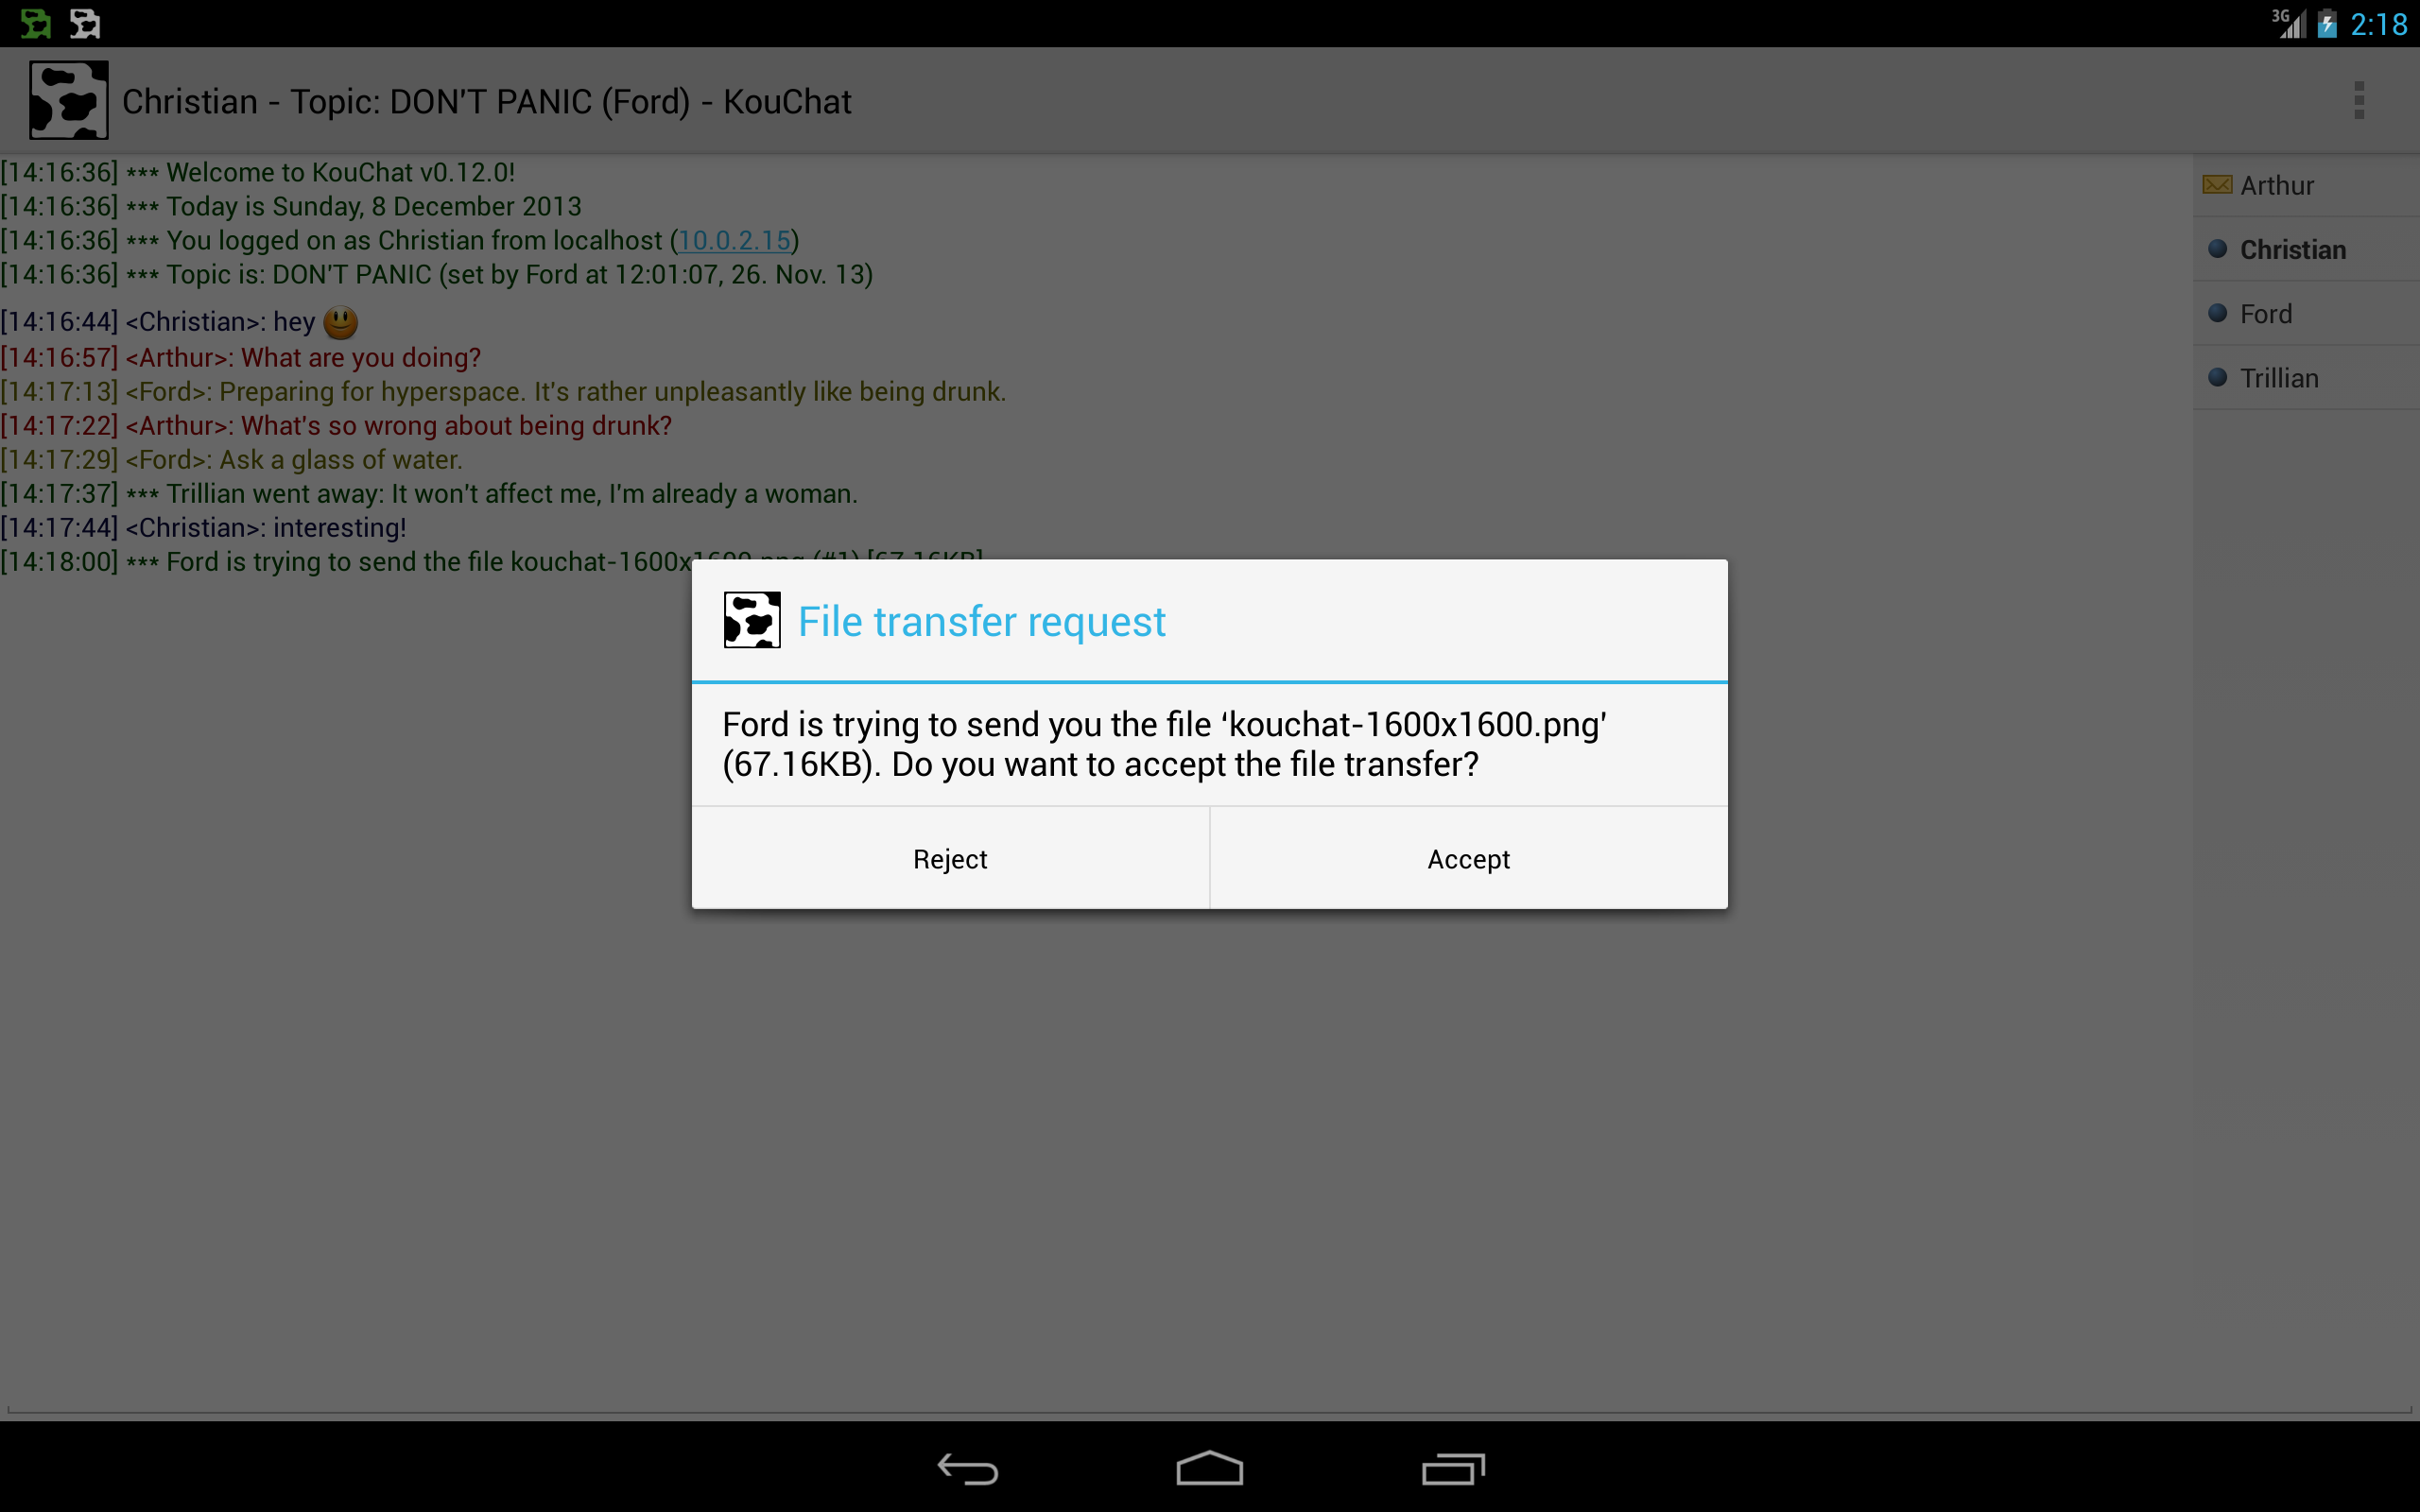 3G 2:18
Christian - Topic: DON'T PANIC (Ford) - KouChat
[14:16:36] *** Welcome to KouChat v0.12.0!
[14:16:36] *** Today is Sunday, 8 December 2013
[14:16:36] *** You logged on as Christian from localhost (10.0.2.15)
[14:16:36] *** Topic is: DON'T PANIC (set by Ford at 12:01:07, 26. Nov. 13)
[14:16:44] <Christian>: hey
[14:16:57] <Arthur>: What are you doing?
[14:17:13] <Ford>: Preparing for hyperspace. It's rather unpleasantly like being drunk.
[14:17:22] <Arthur>: What's so wrong about being drunk?
[14:17:29] <Ford>: Ask a glass of water.
[14:17:37] *** Trillian went away: It won't affect me, I'm already a woman.
[14:17:44] <Christian>: interesting!
[14:18:00] *** Ford is trying to send the file kouchat-1600x1600.png (#1) [67.16KB]
Arthur
Christian
Ford
Trillian
File transfer request
Ford is trying to send you the file ‘kouchat-1600x1600.png’
(67.16KB). Do you want to accept the file transfer?
Reject
Accept